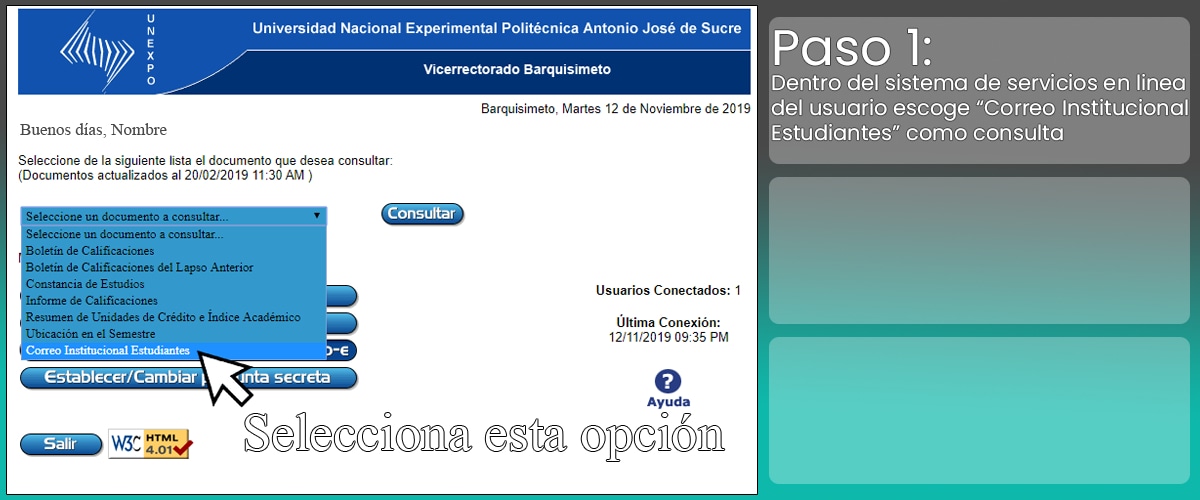 UNEXPO
Universidad Nacional Experimental Politécnica Antonio José de Sucre
Vicerrectorado Barquisimeto
Barquisimeto, Martes 12 de Noviembre de 2019
Buenos días, Nombre
Seleccione de la siguiente lista el documento que desea consultar:
(Documentos actualizados al 20/02/2019 11:30 AM )
Seleccione un documento a consultar...
Consultar
Seleccione un documento a consultar...
Boletín de Calificaciones
Boletín de Calificaciones del Lapso Anterior
Constancia de Estudios
Informe de Calificaciones
Resumen de Unidades de Crédito e Índice Académico
Ubicación en el Semestre
Correo Institucional Estudiantes
o-e
Establecer/Cambiar p unta secreta
Usuarios Conectados: 1
Última Conexión:
12/11/2019 09:35 PM
?
Ayuda
Selecciona esta opción
Salir
W3C HTML
4.01
Paso 1:
Dentro del sistema de servicios en linea
del usuario escoge “Correo Institucional
Estudiantes” como consulta